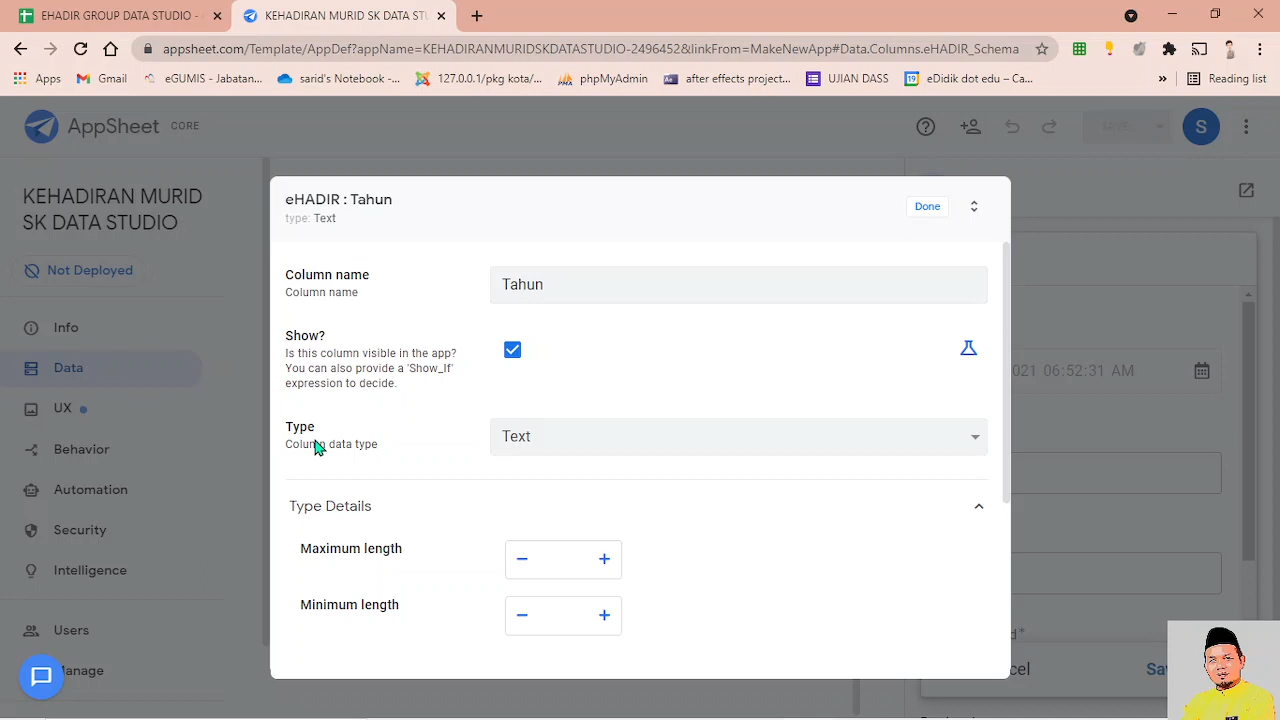 EHADIR GROUP DATA STUDIO -
KEHADIRAN MURID SK DATA STU
appsheet.com/Template/AppDef?appName=KEHADIRANMURIDSKDATASTUDIO-2496452&linkFrom=MakeNewApp#Data.Columns.eHADIR_Schema
Apps
Gmail
eGUMIS - Jabatan...
sarid's Notebook -...
127.0.0.1/pkg kota/...
phpMyAdmin
after effects project...
UJIAN DASS
eDidik dot edu – Ca...
»
Reading list
AppSheet CORE
SAVE
S
KEHADIRAN MURID
SK DATA STUDIO
Not Deployed
Info
Data
UX
Behavior
Automation
Security
Intelligence
Users
Manage
eHADIR : Tahun
type: Text
Done
Column name
Column name
Tahun
Show?
Is this column visible in the app?
You can also provide a 'Show_If'
expression to decide.
Type
Column data type
Text
Type Details
Maximum length
Minimum length
021 06:52:31 AM
d*
cel
Sa